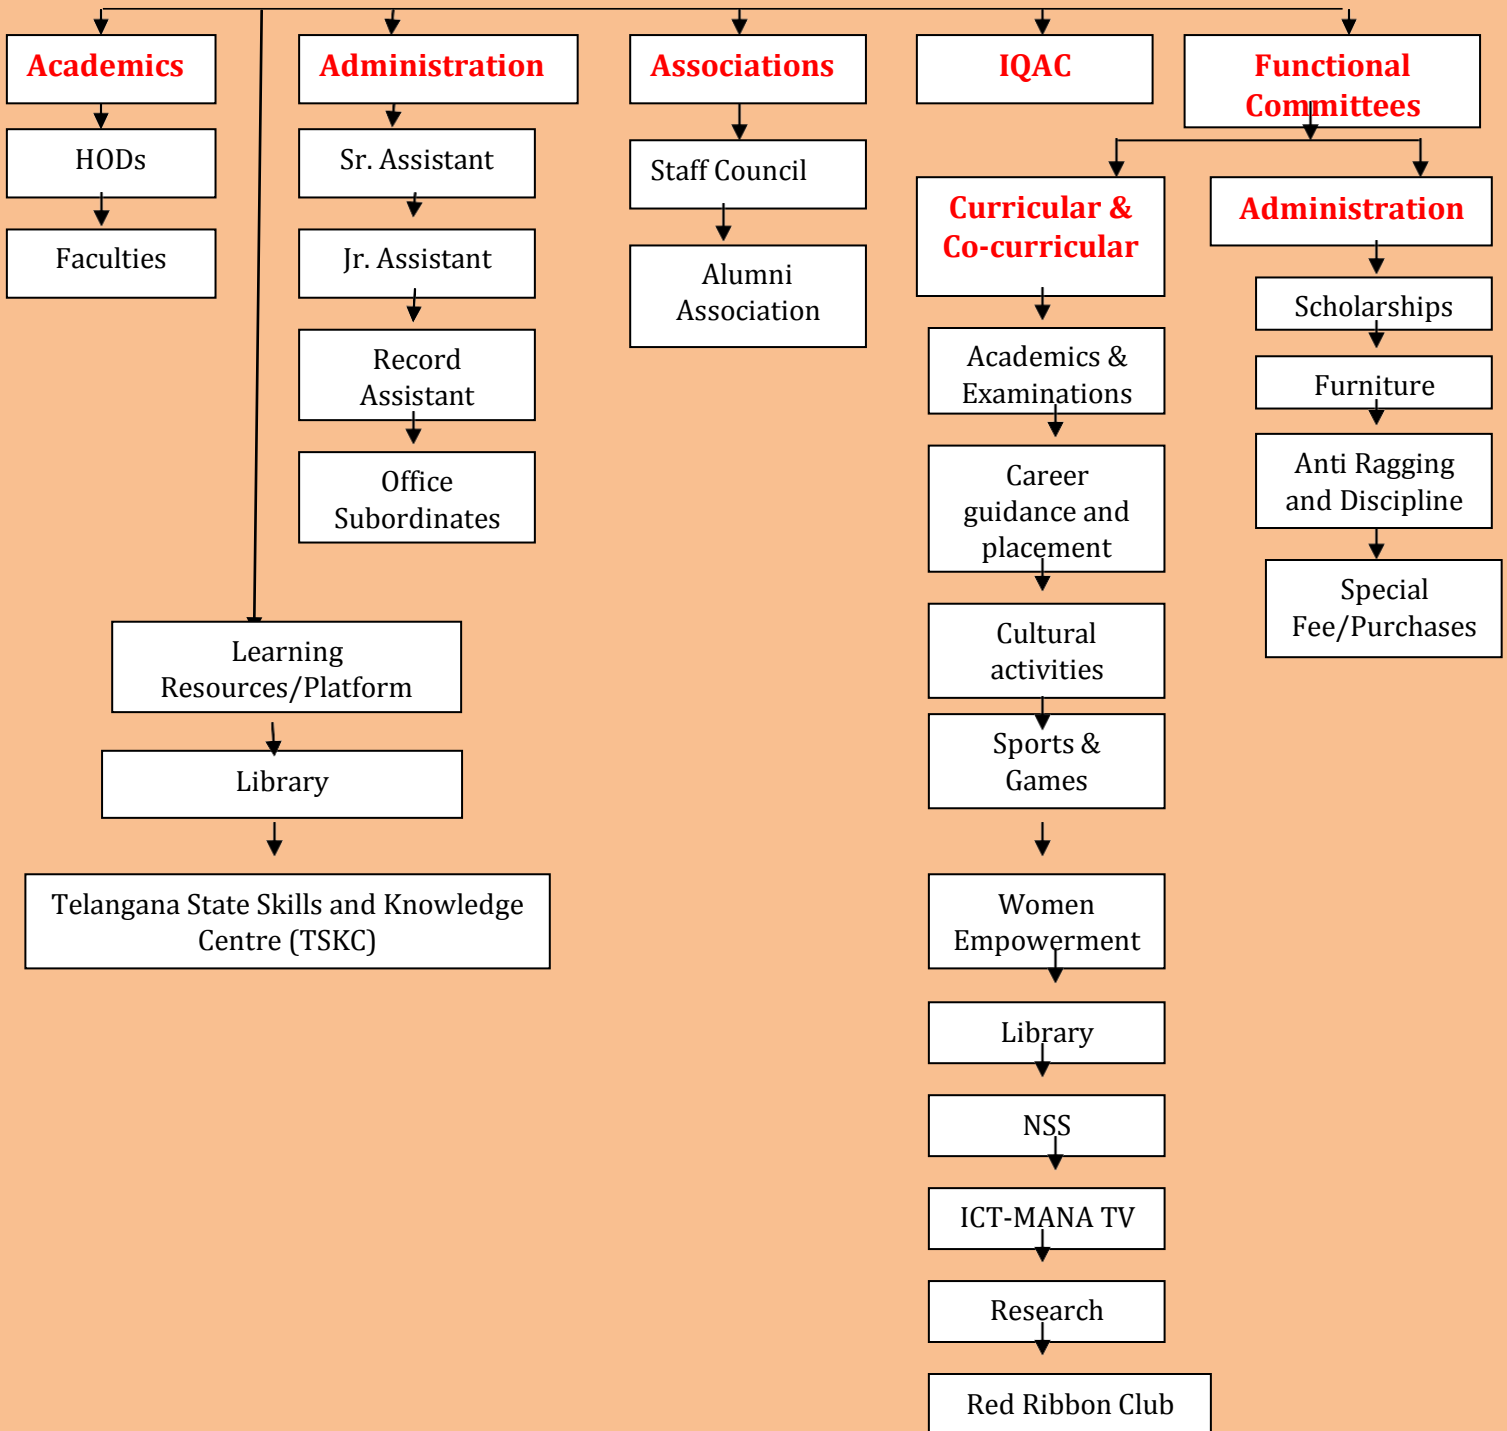 Academics
Administration
Associations
IQAC
Functional
Committees
HODs
Faculties
Sr. Assistant
Jr. Assistant
Record
Assistant
Office
Subordinates
Staff Council
Alumni
Association
Curricular &
Co-curricular
Administration
Academics &
Examinations
Career
guidance and
placement
Cultural
activities
Sports &
Games
Women
Empowerment
Library
NSS
ICT-MANA TV
Research
Red Ribbon Club
Scholarships
Furniture
Anti Ragging
and Discipline
Special
Fee/Purchases
Learning
Resources/Platform
Library
Telangana State Skills and Knowledge
Centre (TSKC)